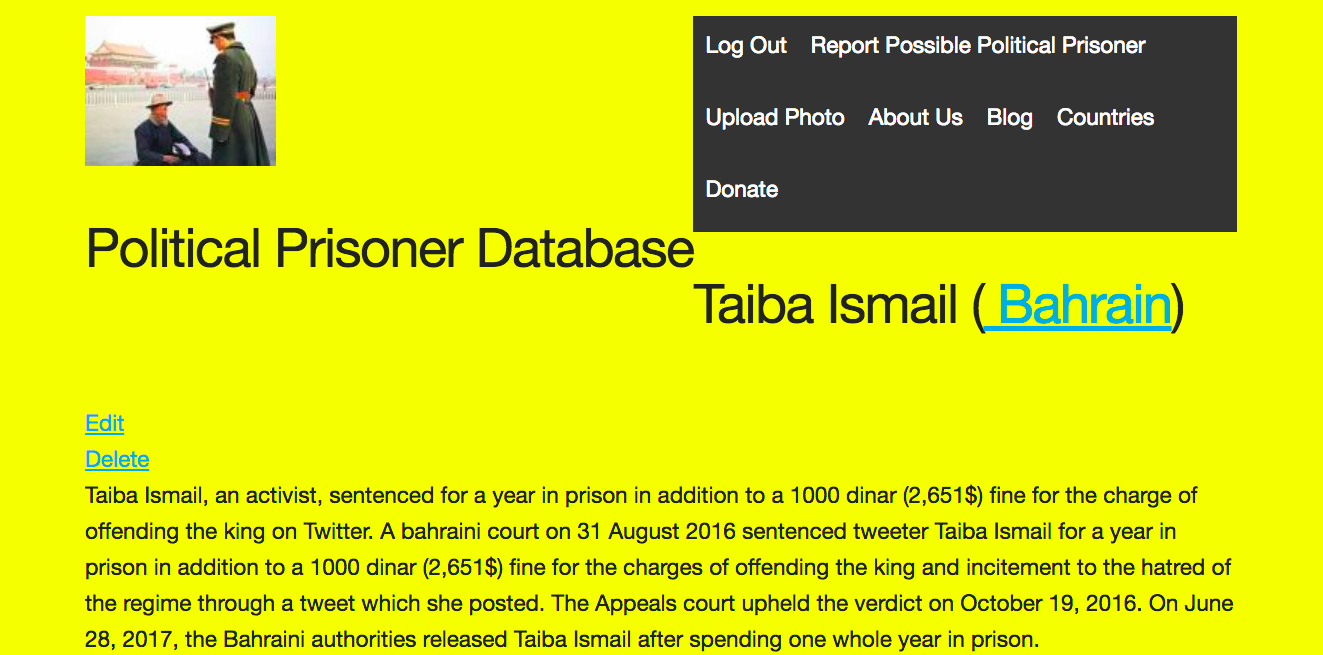 Log Out Report Possible Political Prisoner
Upload Photo About Us Blog Countries
Donate
Political Prisoner Database
Taiba Ismail ( Bahrain)
Edit
Delete
Taiba Ismail, an activist, sentenced for a year in prison in addition to a 1000 dinar (2,651$) fine for the charge of
offending the king on Twitter. A bahraini court on 31 August 2016 sentenced tweeter Taiba Ismail for a year in
prison in addition to a 1000 dinar (2,651$) fine for the charges of offending the king and incitement to the hatred of
the regime through a tweet which she posted. The Appeals court upheld the verdict on October 19, 2016. On June
28, 2017, the Bahraini authorities released Taiba Ismail after spending one whole year in prison.